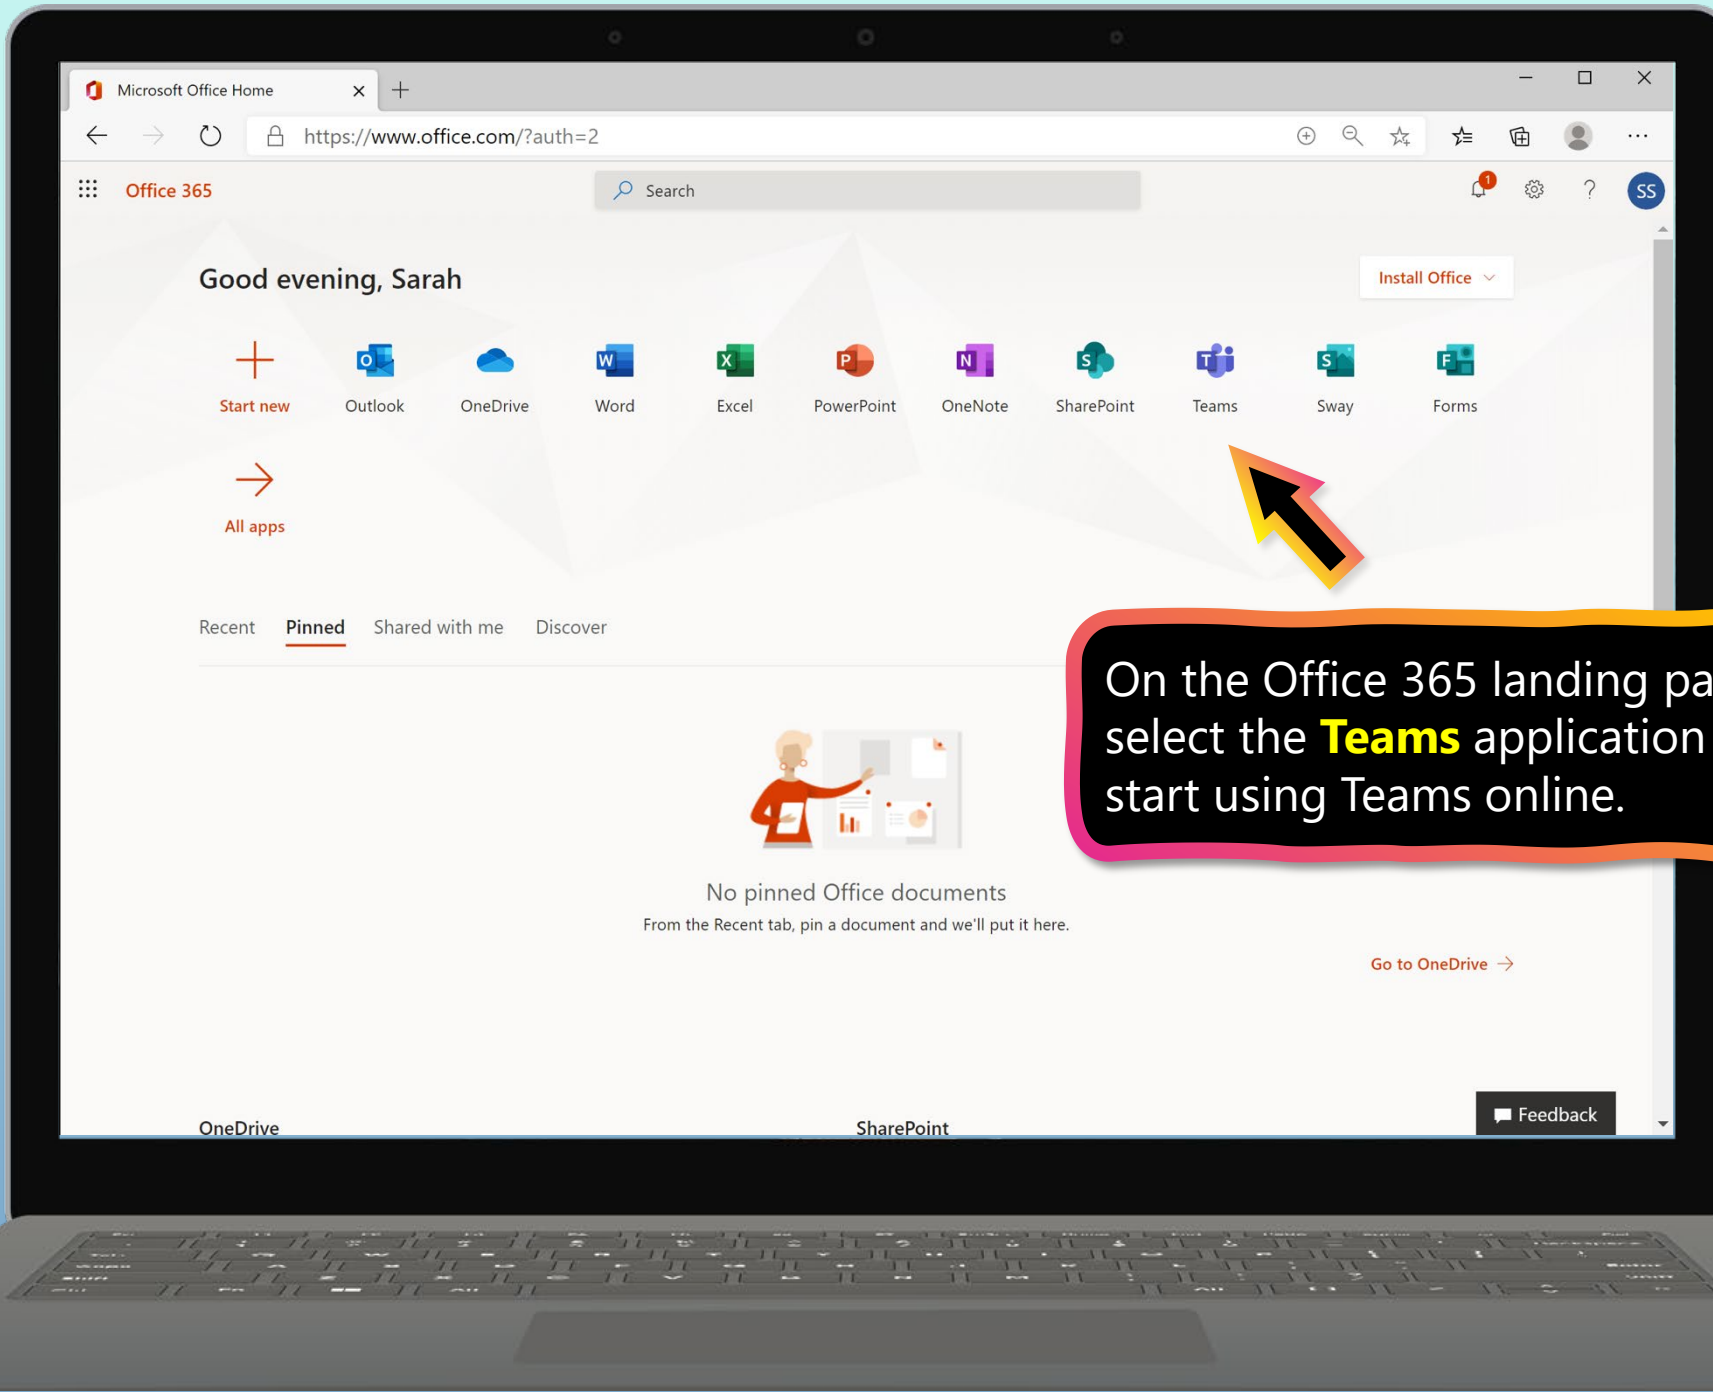 Microsoft Office Home
https://www.office.com/?auth=2
Office 365
Search
1
?
SS
Good evening, Sarah
Install Office
Start new
Outlook
OneDrive
Word
Excel
PowerPoint
OneNote
SharePoint
Teams
Sway
Forms
All apps
Recent Pinned Shared with me Discover
On the Office 365 landing pa
select the Teams application
start using Teams online.
No pinned Office documents
From the Recent tab, pin a document and we'll put it here.
Go to OneDrive
Feedback
OneDrive
SharePoint